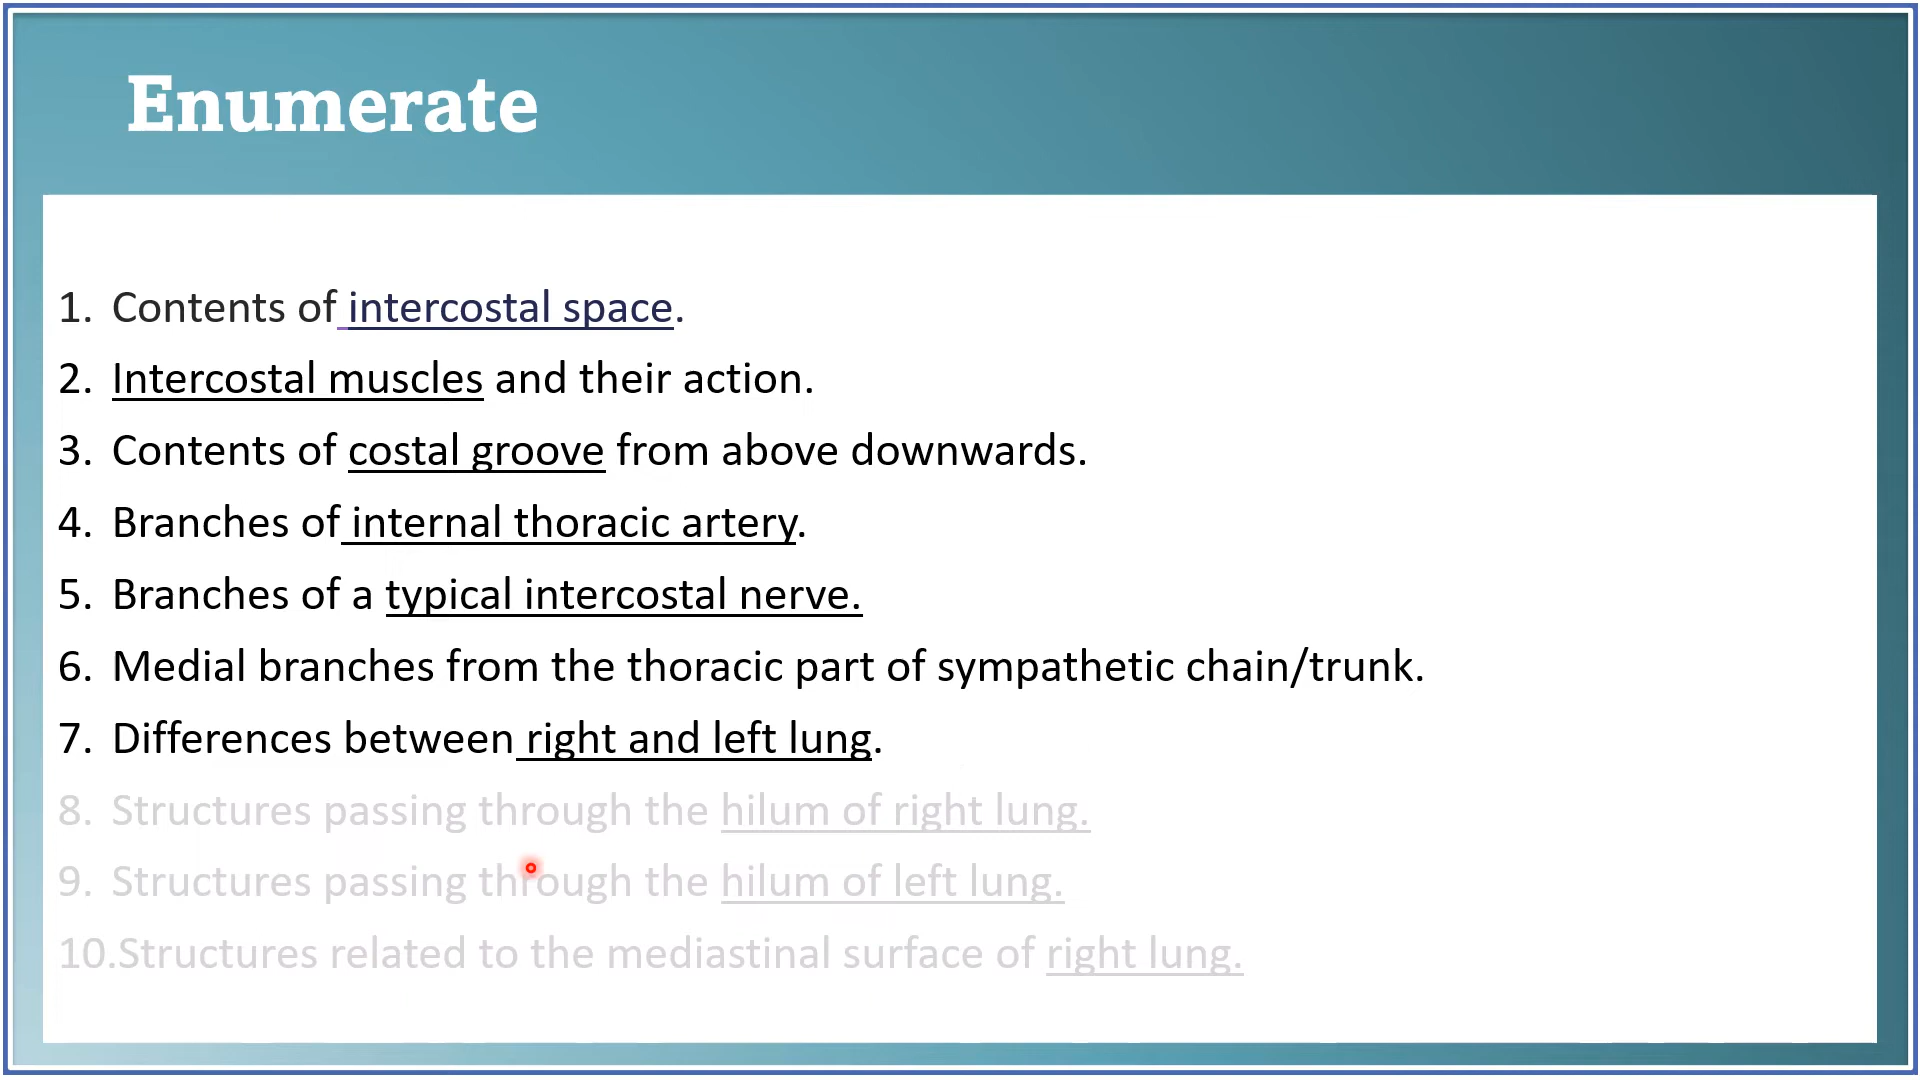 Enumerate
1. Contents of intercostal space.
2. Intercostal muscles and their action.
3. Contents of costal groove from above downwards.
4. Branches of internal thoracic artery.
5. Branches of a typical intercostal nerve.
6. Medial branches from the thoracic part of sympathetic chain/trunk.
7. Differences between right and left lung.
8. Structures passing through the hilum of right lung.
9. Structures passing through the hilum of left lung.
10.Structures related to the mediastinal surface of right lung.